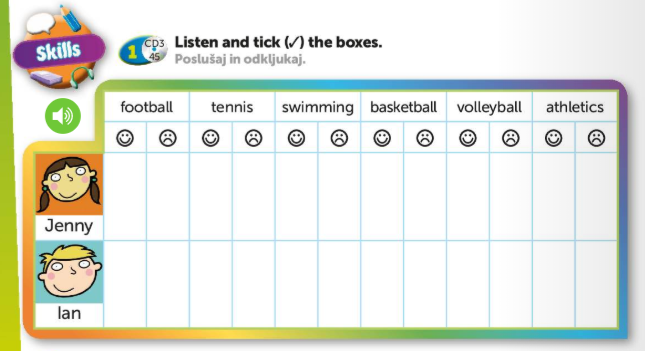 Skills
1
CD3
45
Listen and tick (✓) the boxes.
Poslušaj in odkljukaj.
football tennis swimming basketball volleyball athletics
Jenny
Ian